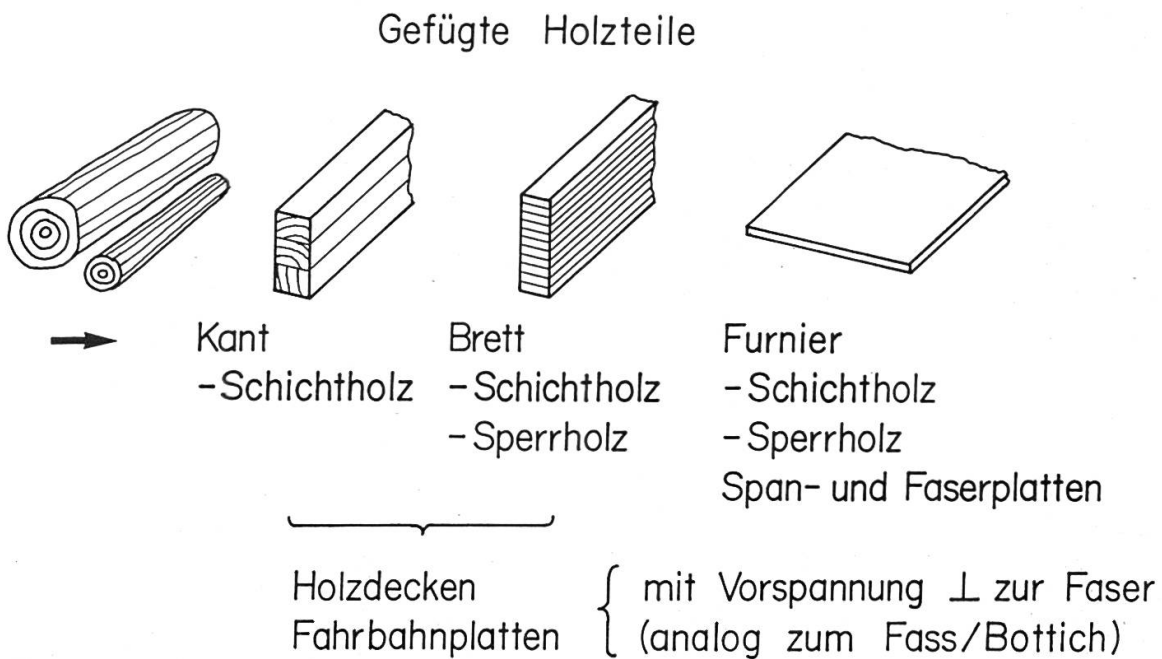 Gefügte Holzteile
Kant
-Schichtholz
Brett
-Schichtholz
-Sperrholz
Furnier
-Schichtholz
-Sperrholz
Span- und Faserplatten
Holzdecken
Fahrbahnplatten
mit Vorspannung ⊥ zur Faser
(analog zum Fass/Bottich)